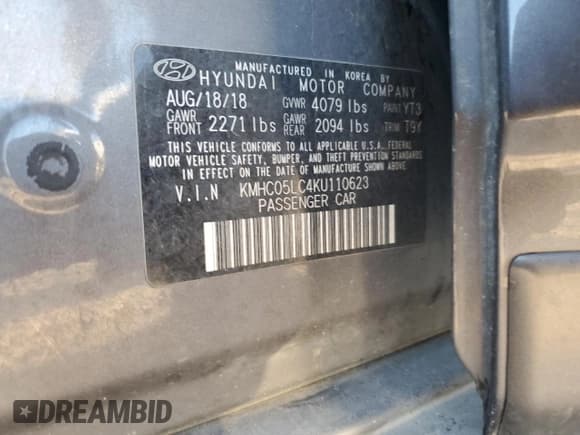 MANUFACTURED IN KOREA BY
HYUNDAI MOTOR COMPANY
AUG/18/18 GVWR 4079 lbs PAINT YT3
GAWR FRONT 2271 lbs GAWR REAR 2094 lbs TRIM T9Y
THIS VEHICLE CONFORMS TO ALL APPLICABLE U.S.A. FEDERAL
MOTOR VEHICLE SAFETY, BUMPER, AND THEFT PREVENTION STANDARDS
IN EFFECT ON THE DATE OF MANUFACTURE SHOWN ABOVE.
V.I.N KMHC05LC4KU110623
PASSENGER CAR
DREAMBID